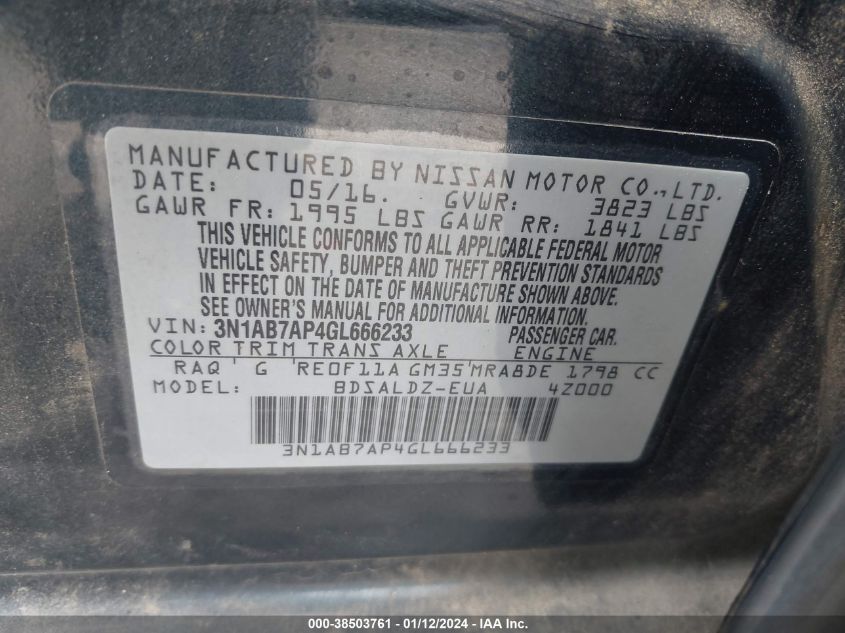 MANUFACTURED BY NISSAN MOTOR CO., LTD.
DATE: 05/16. GVWR: 3823 LBS
GAWR FR: 1995 LBS GAWR RR: 1841 LBS
THIS VEHICLE CONFORMS TO ALL APPLICABLE FEDERAL MOTOR
VEHICLE SAFETY, BUMPER AND THEFT PREVENTION STANDARDS
IN EFFECT ON THE DATE OF MANUFACTURE SHOWN ABOVE.
SEE OWNER'S MANUAL FOR ADDITIONAL INFORMATION.
VIN: 3N1AB7AP4GL666233 PASSENGER CAR.
COLOR TRIM TRANS AXLE ENGINE
RAQ ' G 'RE0F11A GM35'MRA8DE 1798 CC
MODEL: BDSALDZ-EUA 4Z000
3N1AB7AP4GL666233
000-38503761 - 01/12/2024 - IAA Inc.